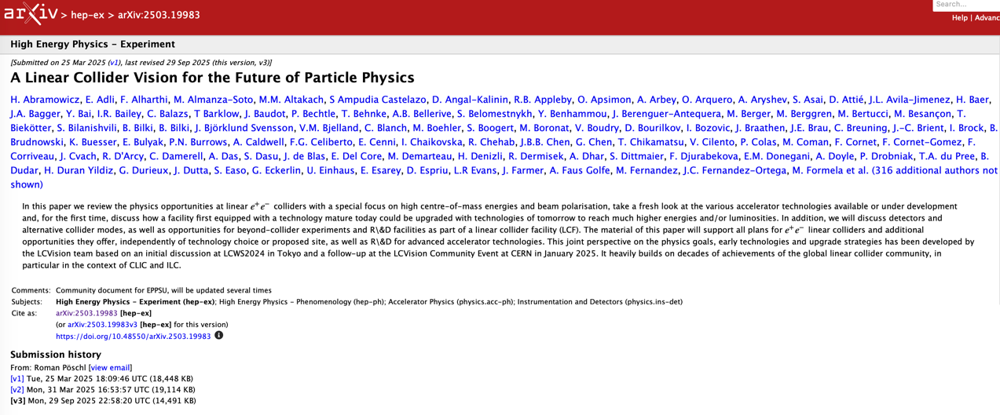 Search...
arXiv > hep-ex > arXiv:2503.19983
Help | Advanc
High Energy Physics – Experiment
[Submitted on 25 Mar 2025 (v1), last revised 29 Sep 2025 (this version, v3)]
A Linear Collider Vision for the Future of Particle Physics
H. Abramowicz, E. Adli, F. Alharthi, M. Almanza-Soto, M.M. Altakach, S Ampudia Castelazo, D. Angal-Kalinin, R.B. Appleby, O. Apsimon, A. Arbey, O. Arquero, A. Aryshev, S. Asai, D. Attié, J.L. Avila-Jimenez, H. Baer,
J.A. Bagger, Y. Bai, I.R. Bailey, C. Balazs, T Barklow, J. Baudot, P. Bechtle, T. Behnke, A.B. Bellerive, S. Belomestnykh, Y. Benhammou, J. Berenguer-Antequera, M. Berger, M. Berggren, M. Bertucci, M. Besançon, T.
Biekötter, S. Bilanishvili, B. Bilki, B. Bilki, J. Björklund Svensson, V.M. Bjelland, C. Blanch, M. Boehler, S. Boogert, M. Boronat, V. Boudry, D. Bourilkov, I. Bozovic, J. Braathen, J.E. Brau, C. Breuning, J.-C. Brient, I. Brock, B.
Brudnowski, K. Buesser, E. Bulyak, P.N. Burrows, A. Caldwell, F.G. Celiberto, E. Cenni, I. Chaikovska, R. Chehab, J.B.B. Chen, G. Chen, T. Chikamatsu, V. Cilento, P. Colas, M. Coman, F. Cornet, F. Cornet-Gomez, F.
Corriveau, J. Cvach, R. D'Arcy, C. Damerell, A. Das, S. Dasu, J. de Blas, E. Del Core, M. Demarteau, H. Denizli, R. Dermisek, A. Dhar, S. Dittmaier, F. Djurabekova, E.M. Donegani, A. Doyle, P. Drobniak, T.A. du Pree, B.
Dudar, H. Duran Yildiz, G. Durieux, J. Dutta, S. Easo, G. Eckerlin, U. Einhaus, E. Esarey, D. Espriu, L.R Evans, J. Farmer, A. Faus Golfe, M. Fernandez, J.C. Fernandez-Ortega, M. Formela et al. (316 additional authors not
shown)
In this paper we review the physics opportunities at linear e⁺e⁻ colliders with a special focus on high centre-of-mass energies and beam polarisation, take a fresh look at the various accelerator technologies available or under development
and, for the first time, discuss how a facility first equipped with a technology mature today could be upgraded with technologies of tomorrow to reach much higher energies and/or luminosities. In addition, we will discuss detectors and
alternative collider modes, as well as opportunities for beyond-collider experiments and R\&D facilities as part of a linear collider facility (LCF). The material of this paper will support all plans for e⁺e⁻ linear colliders and additional
opportunities they offer, independently of technology choice or proposed site, as well as R\&D for advanced accelerator technologies. This joint perspective on the physics goals, early technologies and upgrade strategies has been developed by
the LCVision team based on an initial discussion at LCWS2024 in Tokyo and a follow-up at the LCVision Community Event at CERN in January 2025. It heavily builds on decades of achievements of the global linear collider community, in
particular in the context of CLIC and ILC.
Comments: Community document for EPPSU, will be updated several times
Subjects: High Energy Physics – Experiment (hep-ex); High Energy Physics – Phenomenology (hep-ph); Accelerator Physics (physics.acc-ph); Instrumentation and Detectors (physics.ins-det)
Cite as: arXiv:2503.19983 [hep-ex]
(or arXiv:2503.19983v3 [hep-ex] for this version)
https://doi.org/10.48550/arXiv.2503.19983
Submission history
From: Roman Pöschl [view email]
[v1] Tue, 25 Mar 2025 18:09:46 UTC (18,448 KB)
[v2] Mon, 31 Mar 2025 16:53:57 UTC (19,114 KB)
[v3] Mon, 29 Sep 2025 22:58:20 UTC (14,491 KB)